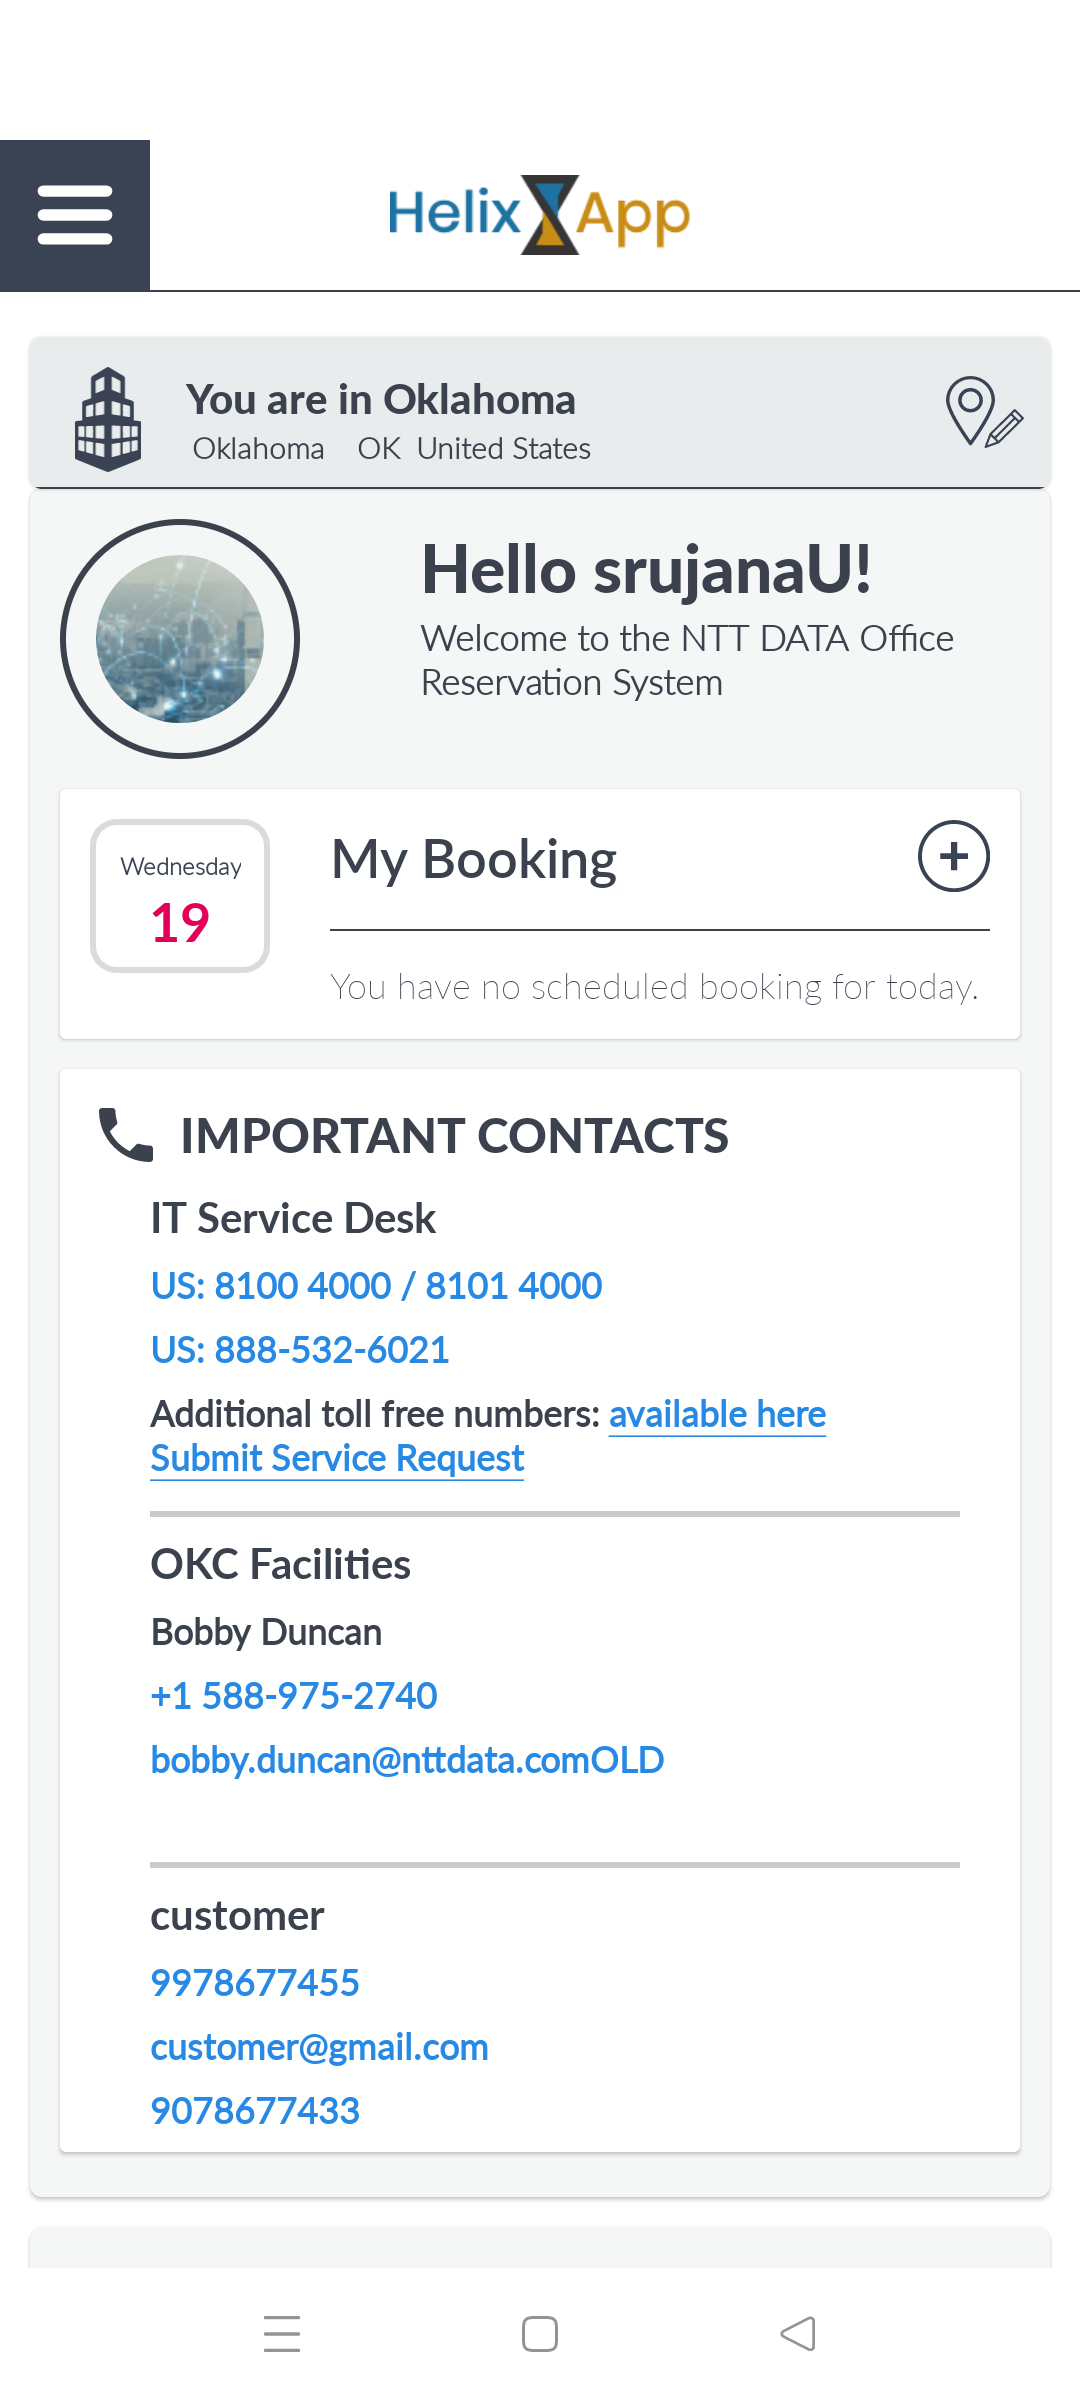 Helix App
You are in Oklahoma
Oklahoma OK United States
Hello srujanaU!
Welcome to the NTT DATA Office
Reservation System
Wednesday
19
My Booking
You have no scheduled booking for today.
IMPORTANT CONTACTS
IT Service Desk
US: 8100 4000 / 8101 4000
US: 888-532-6021
Additional toll free numbers: available here
Submit Service Request
OKC Facilities
Bobby Duncan
+1 588-975-2740
bobby.duncan@nttdata.comOLD
customer
9978677455
customer@gmail.com
9078677433